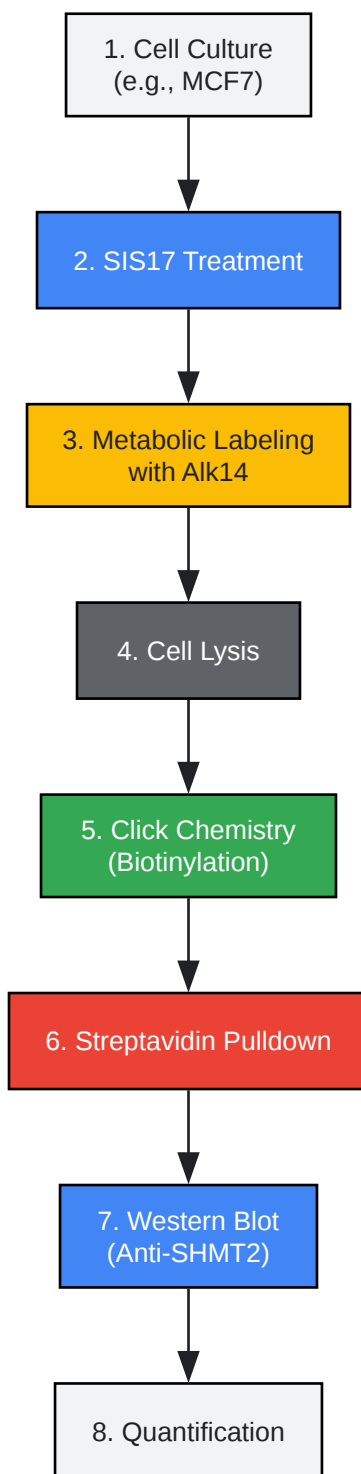 1. Cell Culture
(e.g., MCF7)
2. SIS17 Treatment
3. Metabolic Labeling
with Alk14
4. Cell Lysis
5. Click Chemistry
(Biotinylation)
6. Streptavidin Pulldown
7. Western Blot
(Anti-SHMT2)
8. Quantification